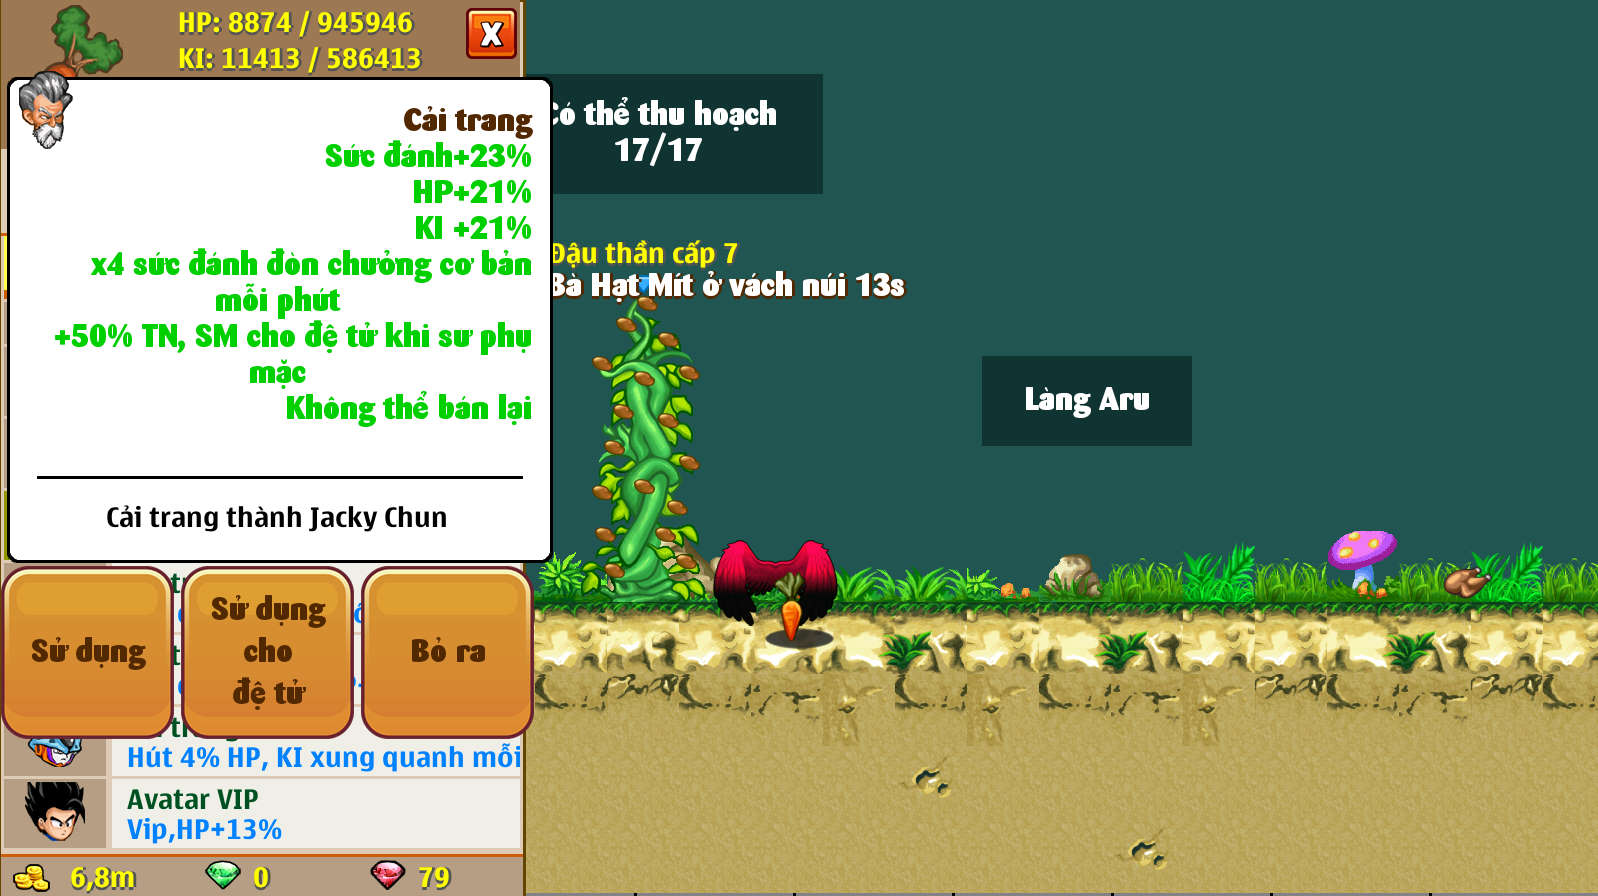 HP: 8874 / 945946
KI: 11413 / 586413
X
Cải trang
Sức đánh+23%
HP+21%
KI +21%
x4 sức đánh đòn chưởng cơ bản
mỗi phút
+50% TN, SM cho đệ tử khi sư phụ
mặc
Không thể bán lại
Cải trang thành Jacky Chun
Sử dụng
Sử dụng
cho
đệ tử
Bỏ ra
Hút 4% HP, KI xung quanh mỗi
Avatar VIP
Vip,HP+13%
6,8m
0
79
Có thể thu hoạch
17/17
Đậu thần cấp 7
Bà Hạt Mít ở vách núi 13s
Làng Aru